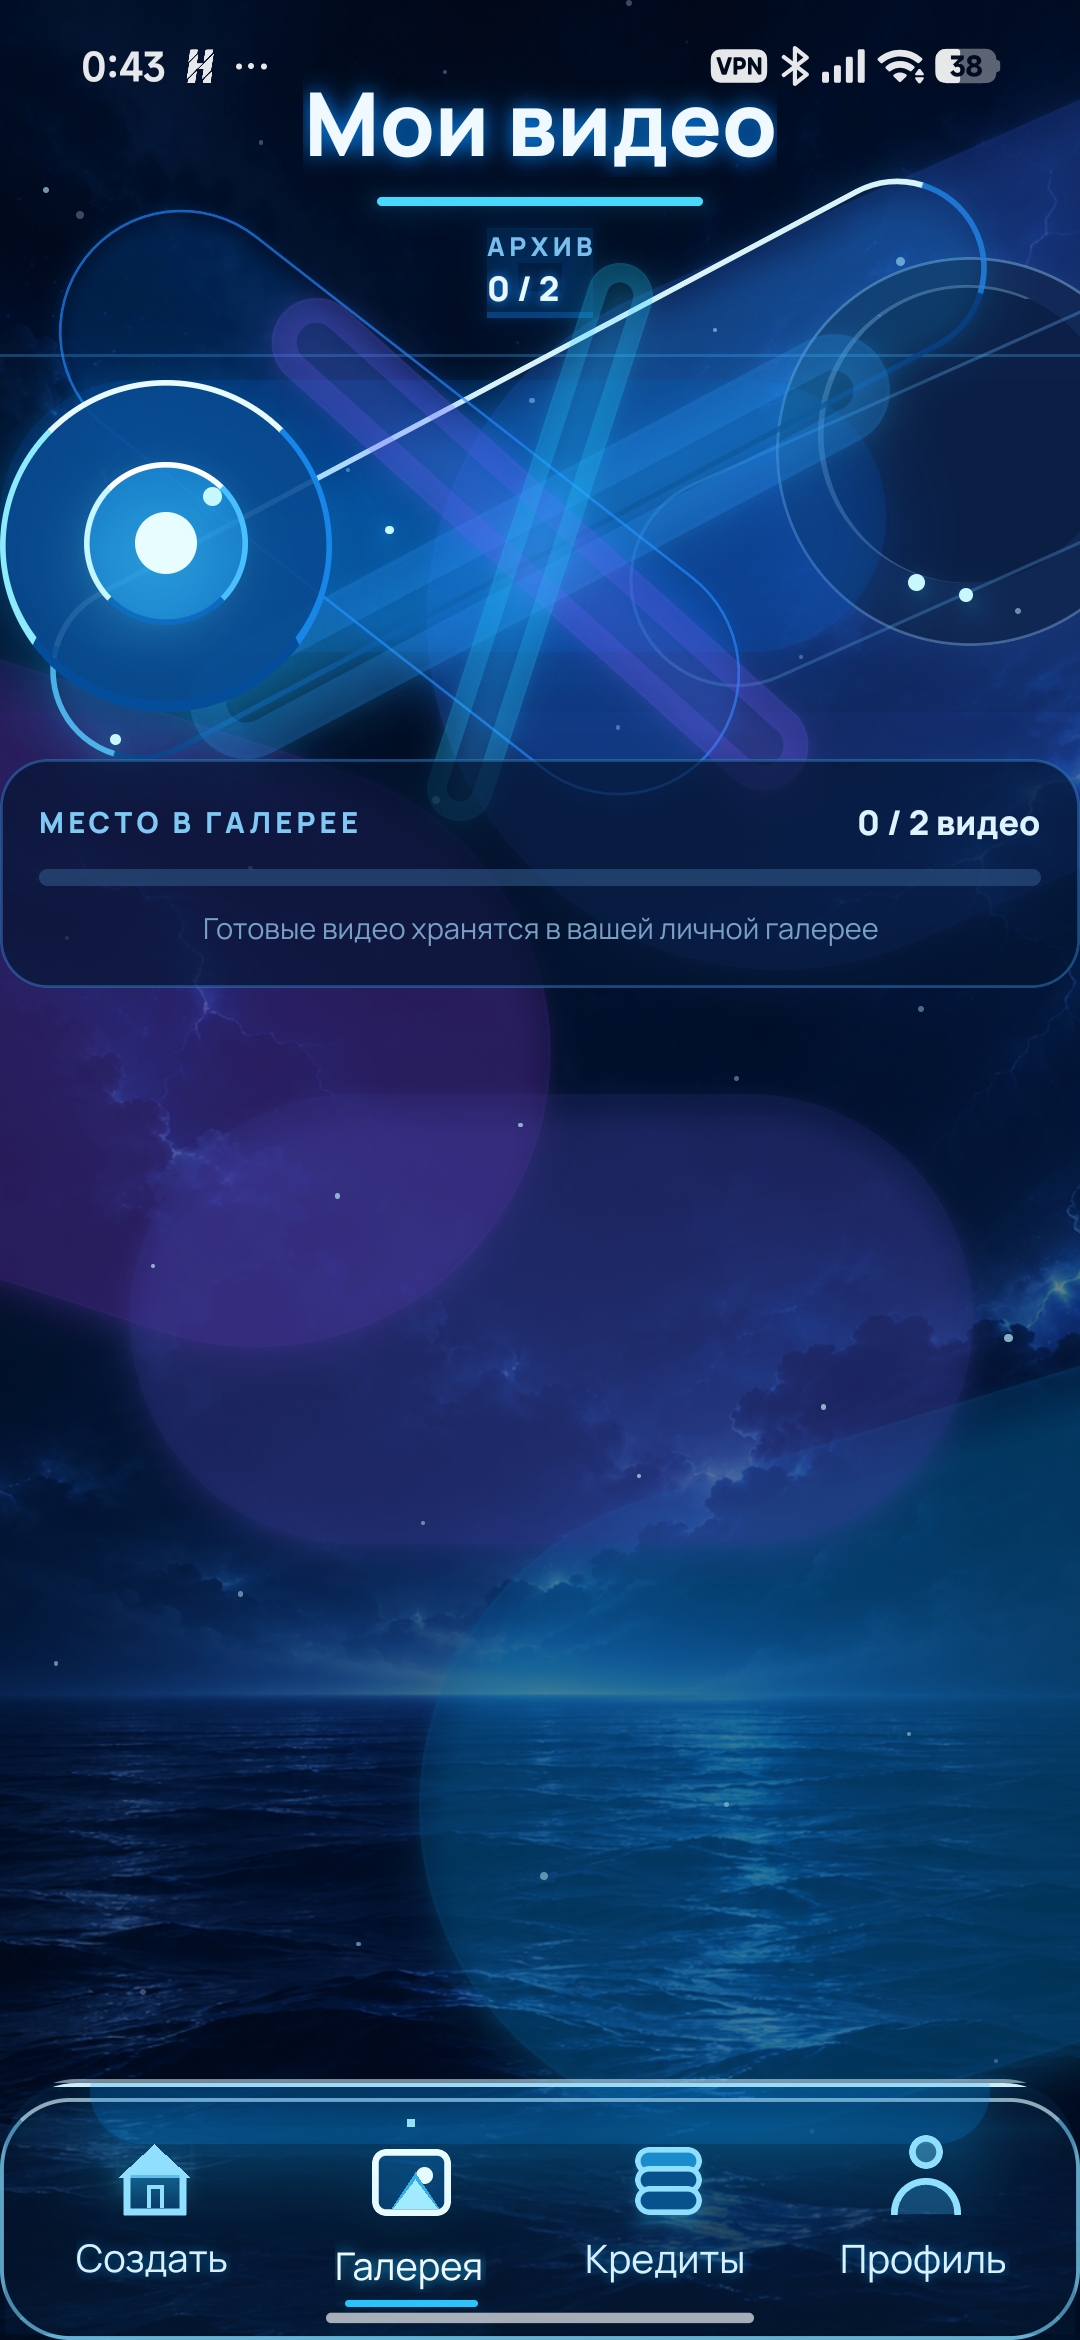 0:43 ... VPN 38
Мои видео
АРХИВ
0 / 2
МЕСТО В ГАЛЕРЕЕ 0 / 2 видео
Готовые видео хранятся в вашей личной галерее
Создать Галерея Кредиты Профиль